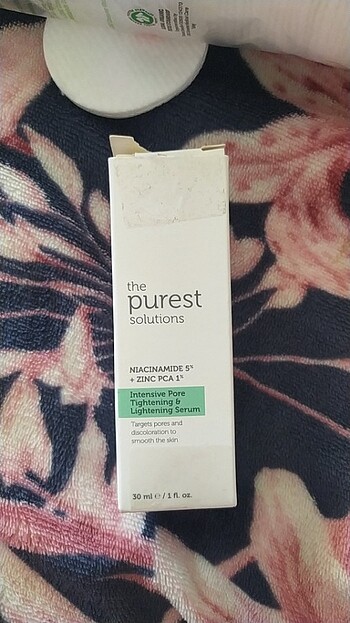 the
purest
solutions
NIACINAMIDE 5%
+ ZINC PCA 1%
Intensive Pore
Tightening &
Lightening Serum
Targets pores and
discoloration to
smooth the skin
30 ml ℮ / 1 fl. oz.